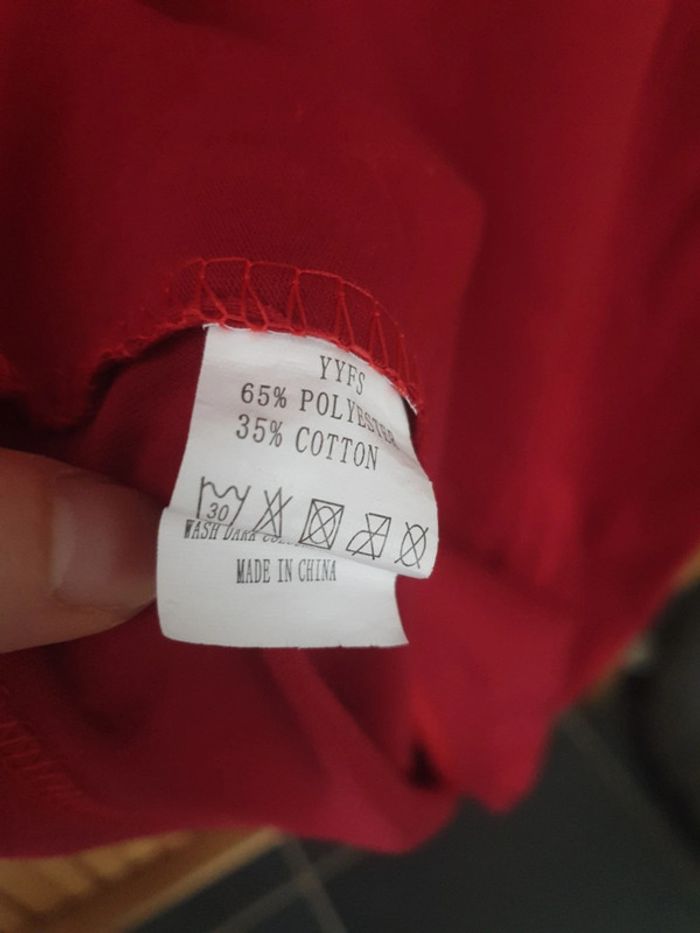 YYFS
65% POLYESTER
35% COTTON
30
WASH DARK
MADE IN CHINA